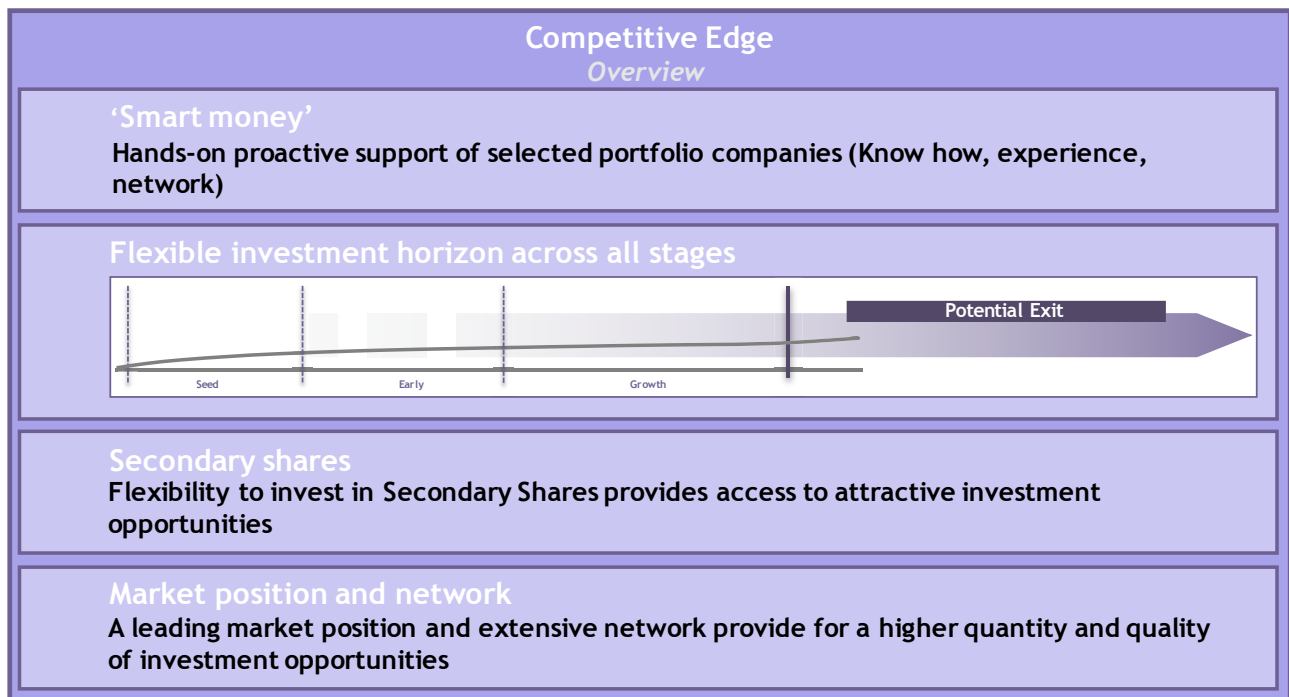 Competitive Edge
Overview
‘Smart money’
Hands-on proactive support of selected portfolio companies (Know how, experience,
network)
Flexible investment horizon across all stages
Potential Exit
Seed
Early
Growth
Secondary shares
Flexibility to invest in Secondary Shares provides access to attractive investment
opportunities
Market position and network
A leading market position and extensive network provide for a higher quantity and quality
of investment opportunities